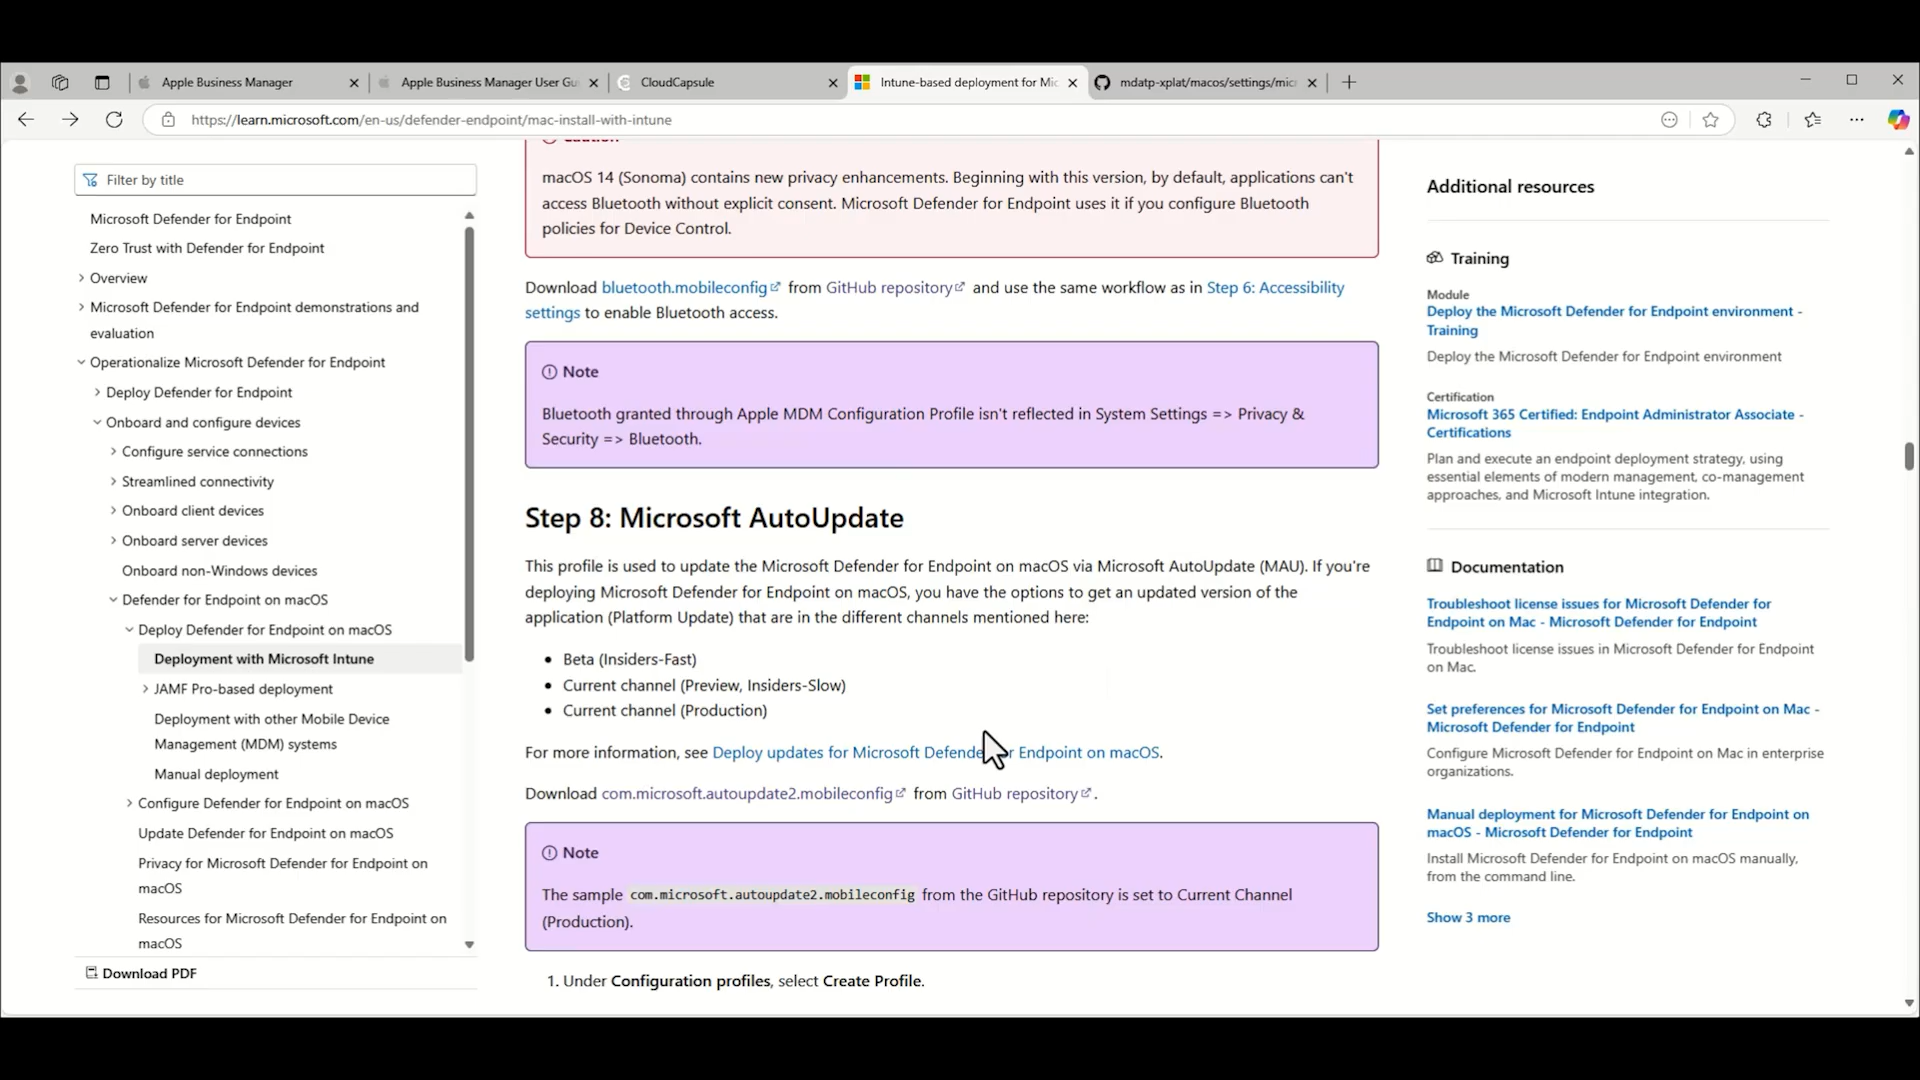 Apple Business Manager
Apple Business Manager User Gu
CloudCapsule
Intune-based deployment for Mic
mdatp-xplat/macos/settings/micr
https://learn.microsoft.com/en-us/defender-endpoint/mac-install-with-intune
Filter by title
Microsoft Defender for Endpoint
Zero Trust with Defender for Endpoint
Overview
Microsoft Defender for Endpoint demonstrations and
evaluation
Operationalize Microsoft Defender for Endpoint
Deploy Defender for Endpoint
Onboard and configure devices
Configure service connections
Streamlined connectivity
Onboard client devices
Onboard server devices
Onboard non-Windows devices
Defender for Endpoint on macOS
Deploy Defender for Endpoint on macOS
Deployment with Microsoft Intune
JAMF Pro-based deployment
Deployment with other Mobile Device
Management (MDM) systems
Manual deployment
Configure Defender for Endpoint on macOS
Update Defender for Endpoint on macOS
Privacy for Microsoft Defender for Endpoint on
macOS
Resources for Microsoft Defender for Endpoint on
macOS
Download PDF
Caution
macOS 14 (Sonoma) contains new privacy enhancements. Beginning with this version, by default, applications can't
access Bluetooth without explicit consent. Microsoft Defender for Endpoint uses it if you configure Bluetooth
policies for Device Control.
Download bluetooth.mobileconfig from GitHub repository and use the same workflow as in Step 6: Accessibility
settings to enable Bluetooth access.
Note
Bluetooth granted through Apple MDM Configuration Profile isn't reflected in System Settings => Privacy &
Security => Bluetooth.
Step 8: Microsoft AutoUpdate
This profile is used to update the Microsoft Defender for Endpoint on macOS via Microsoft AutoUpdate (MAU). If you're
deploying Microsoft Defender for Endpoint on macOS, you have the options to get an updated version of the
application (Platform Update) that are in the different channels mentioned here:
• Beta (Insiders-Fast)
• Current channel (Preview, Insiders-Slow)
• Current channel (Production)
For more information, see Deploy updates for Microsoft Defender for Endpoint on macOS.
Download com.microsoft.autoupdate2.mobileconfig from GitHub repository.
Note
The sample com.microsoft.autoupdate2.mobileconfig from the GitHub repository is set to Current Channel
(Production).
1. Under Configuration profiles, select Create Profile.
Additional resources
Training
Module
Deploy the Microsoft Defender for Endpoint environment -
Training
Deploy the Microsoft Defender for Endpoint environment
Certification
Microsoft 365 Certified: Endpoint Administrator Associate -
Certifications
Plan and execute an endpoint deployment strategy, using
essential elements of modern management, co-management
approaches, and Microsoft Intune integration.
Documentation
Troubleshoot license issues for Microsoft Defender for
Endpoint on Mac - Microsoft Defender for Endpoint
Troubleshoot license issues in Microsoft Defender for Endpoint
on Mac.
Set preferences for Microsoft Defender for Endpoint on Mac -
Microsoft Defender for Endpoint
Configure Microsoft Defender for Endpoint on Mac in enterprise
organizations.
Manual deployment for Microsoft Defender for Endpoint on
macOS - Microsoft Defender for Endpoint
Install Microsoft Defender for Endpoint on macOS manually,
from the command line.
Show 3 more